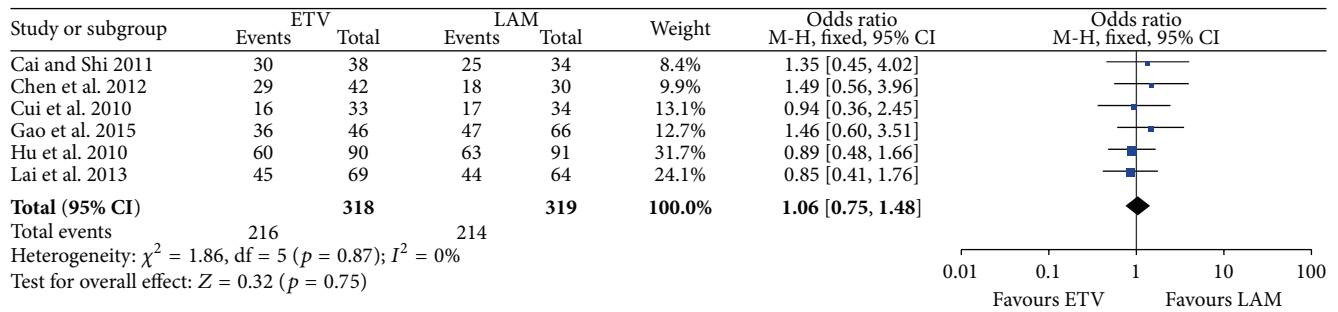 Study or subgroup ETV LAM Weight Odds ratio Odds ratio
Events Total Events Total M-H, fixed, 95% CI M-H, fixed, 95% CI
Cai and Shi 2011 30 38 25 34 8.4% 1.35 [0.45, 4.02]
Chen et al. 2012 29 42 18 30 9.9% 1.49 [0.56, 3.96]
Cui et al. 2010 16 33 17 34 13.1% 0.94 [0.36, 2.45]
Gao et al. 2015 36 46 47 66 12.7% 1.46 [0.60, 3.51]
Hu et al. 2010 60 90 63 91 31.7% 0.89 [0.48, 1.66]
Lai et al. 2013 45 69 44 64 24.1% 0.85 [0.41, 1.76]
Total (95% CI) 318 319 100.0% 1.06 [0.75, 1.48]
Total events 216 214
Heterogeneity: χ² = 1.86, df = 5 (p = 0.87); I² = 0%
Test for overall effect: Z = 0.32 (p = 0.75)
0.01 0.1 1 10 100
Favours ETV Favours LAM